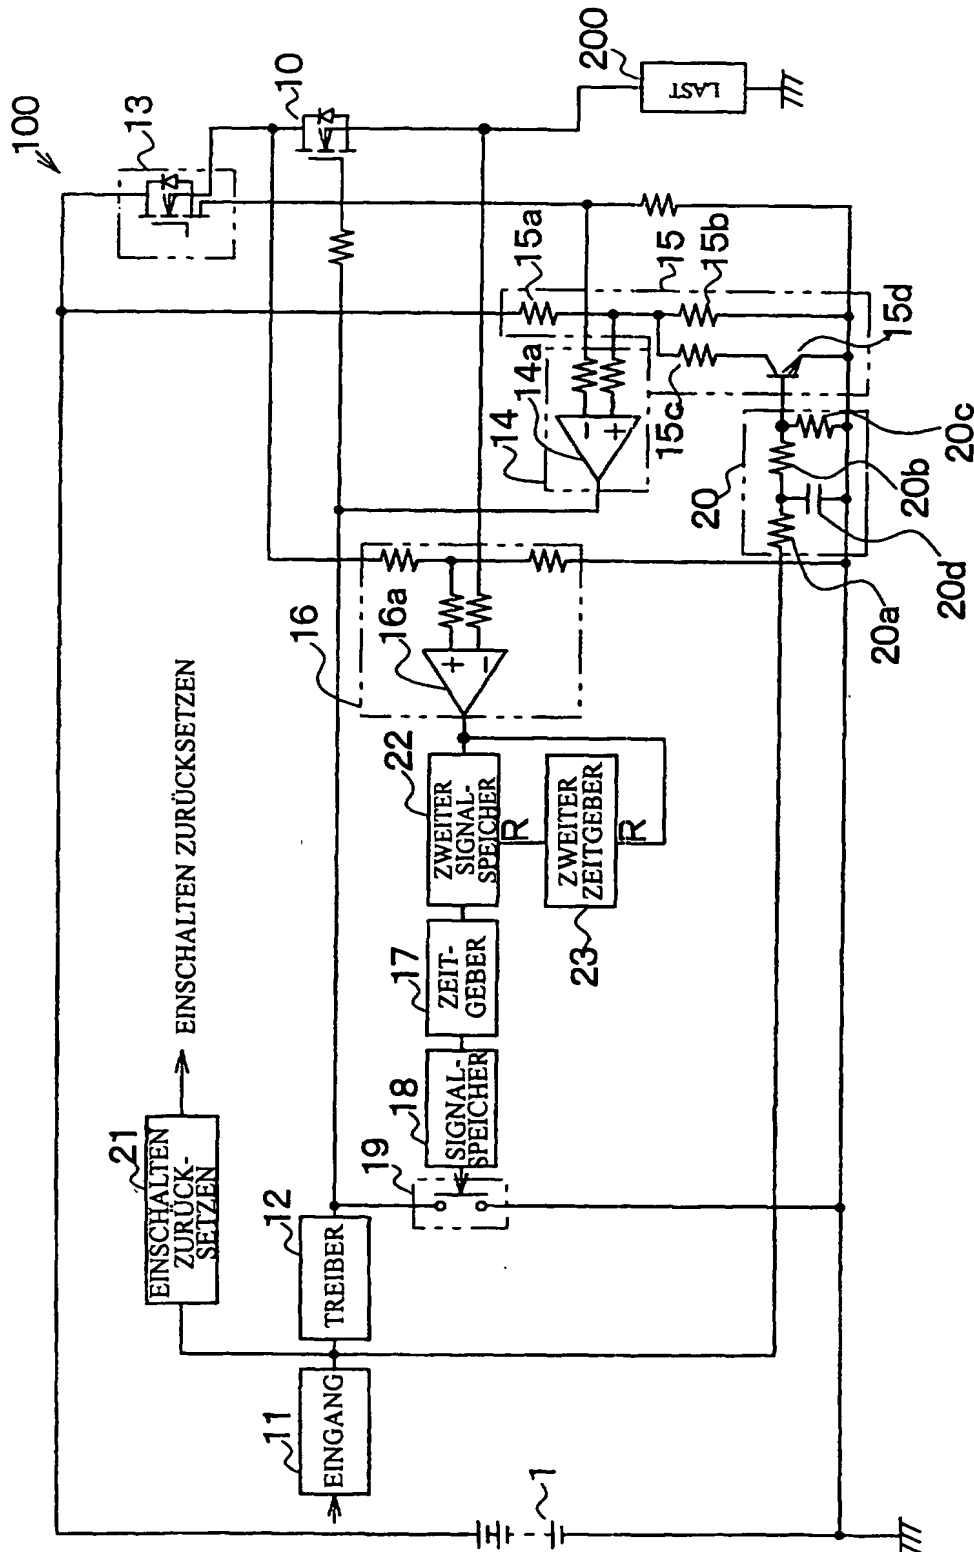 100
13
10
200
LAST
15a
15
15b
15d
14
14a
15c
20
20a
20b
20c
20d
16
16a
+
−
−
+
22
ZWEITER
SIGNAL-
SPEICHER
R
ZWEITER
ZEITGEBER
R
23
17
ZEIT-
GEBER
18
SIGNAL-
SPEICHER
19
21
EINSCHALTEN
ZURÜCK-
SETZEN
EINSCHALTEN ZURÜCKSETZEN
12
TREIBER
11
EINGANG
1